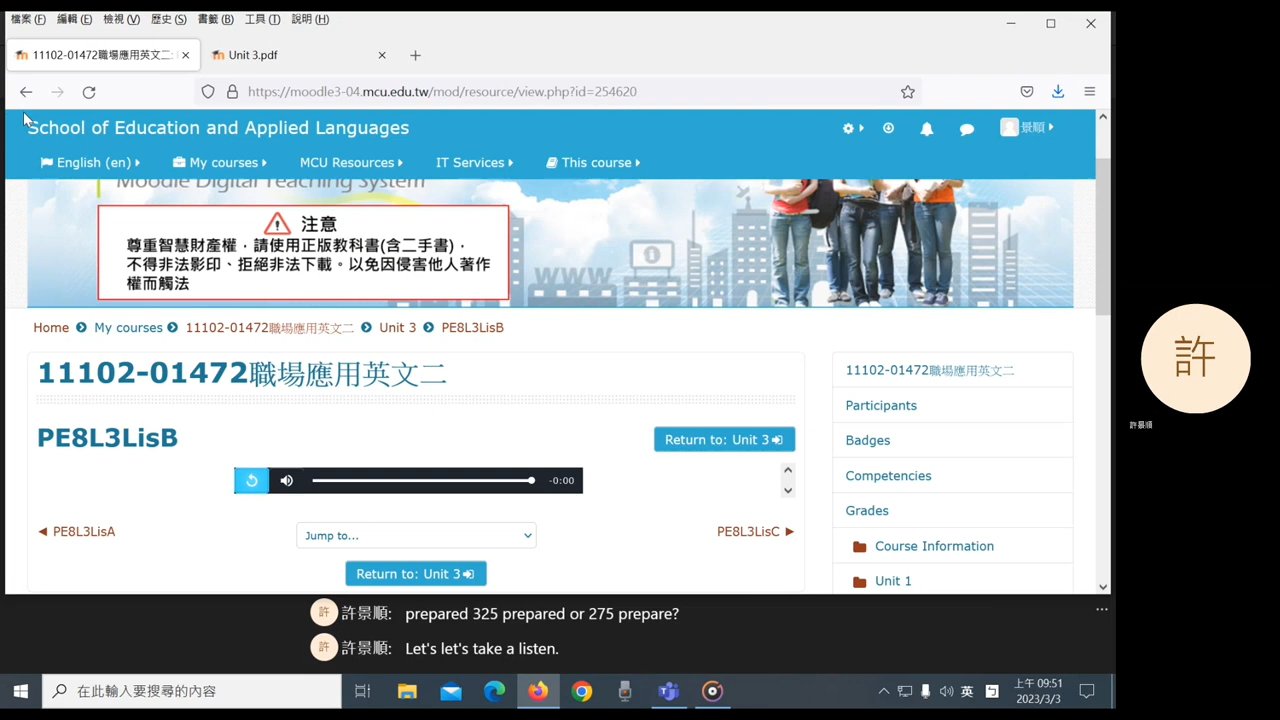 檔案 (F) 編輯 (E) 檢視 (V) 歷史 (S) 書籤 (B) 工具 (T) 說明 (H)
11102-01472職場應用英文二:
Unit 3.pdf
https://moodle3-04.mcu.edu.tw/mod/resource/view.php?id=254620
School of Education and Applied Languages
景順
English (en) My courses MCU Resources IT Services This course
Moodle Digital Teaching System
注意
尊重智慧財產權,請使用正版教科書(含二手書),
不得非法影印、拒絕非法下載。以免因侵害他人著作
權而觸法
WWW
Home My courses 11102-01472職場應用英文二 Unit 3 PE8L3LisB
11102-01472職場應用英文二
PE8L3LisB
Return to: Unit 3
-0:00
◄ PE8L3LisA
Jump to...
PE8L3LisC ►
Return to: Unit 3
11102-01472職場應用英文二
Participants
Badges
Competencies
Grades
Course Information
Unit 1
許 許景順: prepared 325 prepared or 275 prepare?
許 許景順: Let's let's take a listen.
許
許景順
在此輸入要搜尋的內容
英
上午 09:51
2023/3/3